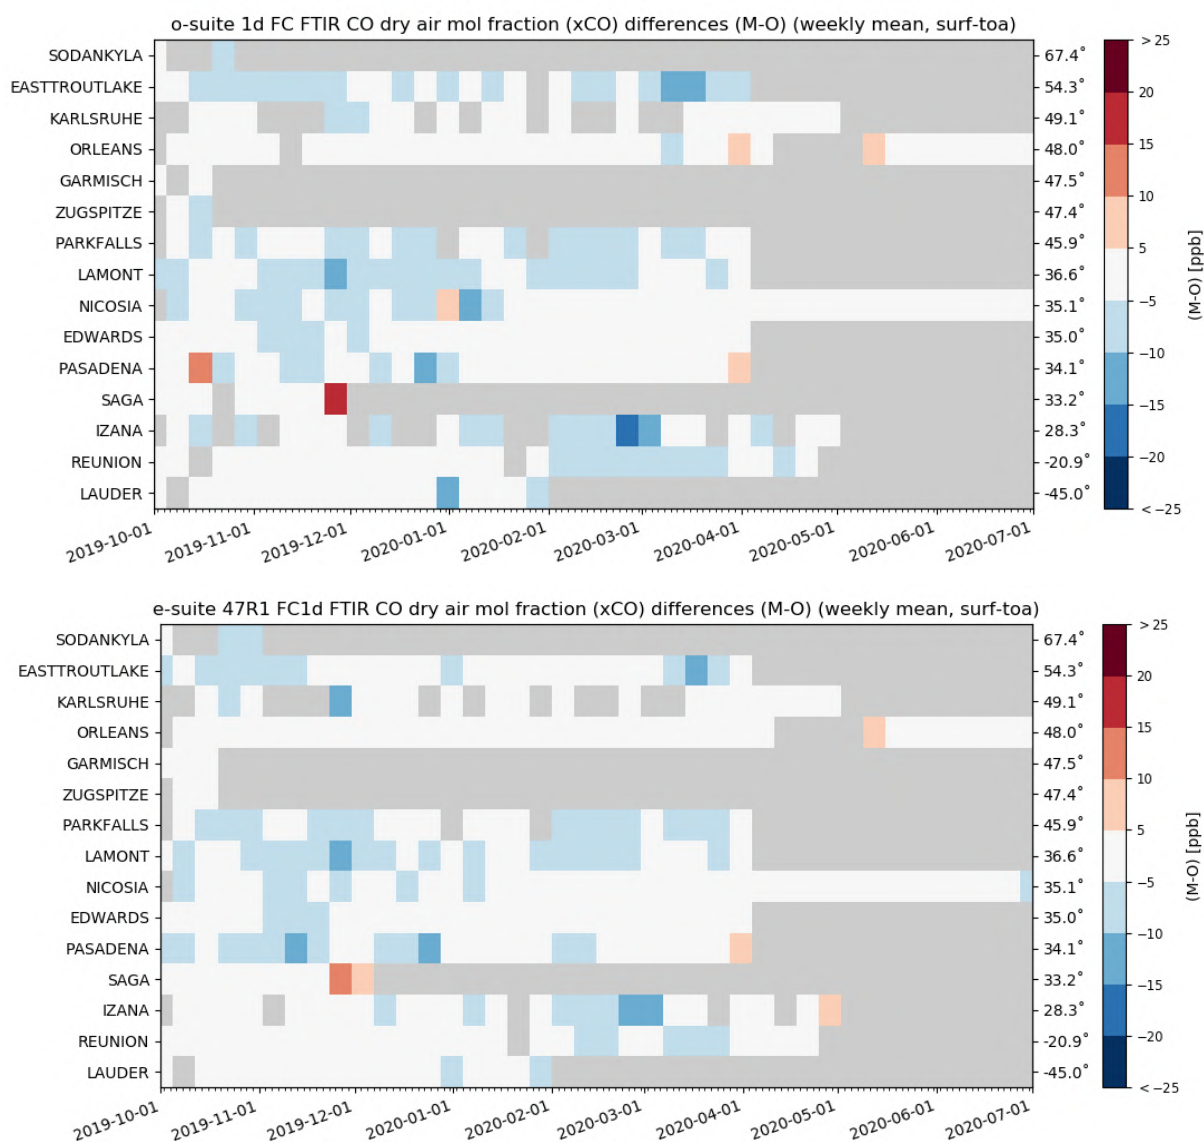 o-suite 1d FC FTIR CO dry air mol fraction (xCO) differences (M-O) (weekly mean, surf-toa)
SODANKYLA 67.4˚
EASTTROUTLAKE 54.3˚
KARLSRUHE 49.1˚
ORLEANS 48.0˚
GARMISCH 47.5˚
ZUGSPITZE 47.4˚
PARKFALLS 45.9˚
LAMONT 36.6˚
NICOSIA 35.1˚
EDWARDS 35.0˚
PASADENA 34.1˚
SAGA 33.2˚
IZANA 28.3˚
REUNION -20.9˚
LAUDER -45.0˚
2019-10-01 2019-11-01 2019-12-01 2020-01-01 2020-02-01 2020-03-01 2020-04-01 2020-05-01 2020-06-01 2020-07-01
> 25
20
15
10
5
−5
−10
−15
−20
< −25
(M-O) [ppb]
e-suite 47R1 FC1d FTIR CO dry air mol fraction (xCO) differences (M-O) (weekly mean, surf-toa)
SODANKYLA 67.4˚
EASTTROUTLAKE 54.3˚
KARLSRUHE 49.1˚
ORLEANS 48.0˚
GARMISCH 47.5˚
ZUGSPITZE 47.4˚
PARKFALLS 45.9˚
LAMONT 36.6˚
NICOSIA 35.1˚
EDWARDS 35.0˚
PASADENA 34.1˚
SAGA 33.2˚
IZANA 28.3˚
REUNION -20.9˚
LAUDER -45.0˚
2019-10-01 2019-11-01 2019-12-01 2020-01-01 2020-02-01 2020-03-01 2020-04-01 2020-05-01 2020-06-01 2020-07-01
> 25
20
15
10
5
−5
−10
−15
−20
< −25
(M-O) [ppb]